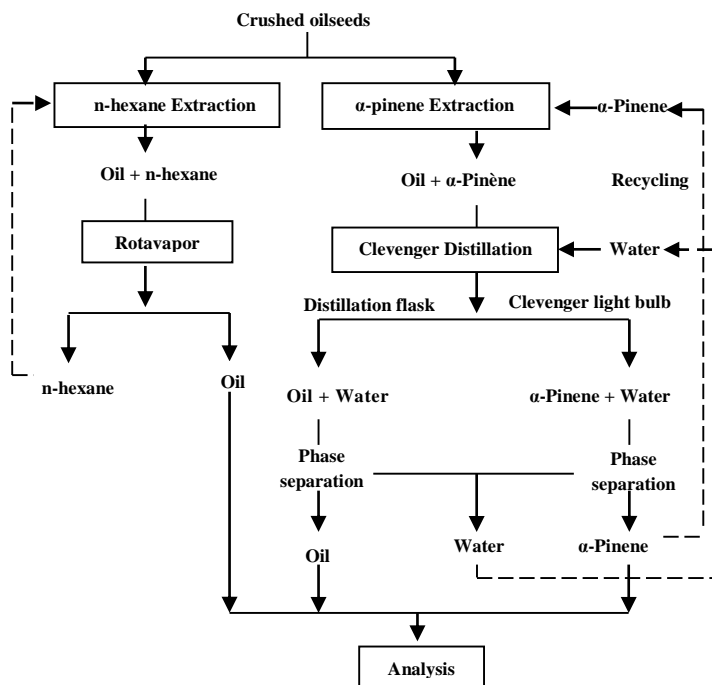 Crushed oilseeds
n-hexane Extraction
α-pinene Extraction
α-Pinene
Oil + n-hexane
Oil + α-Pinène
Recycling
Rotavapor
Clevenger Distillation
Water
Distillation flask
Clevenger light bulb
n-hexane
Oil
Oil + Water
α-Pinene + Water
Phase
separation
Phase
separation
Oil
Water
α-Pinene
Analysis